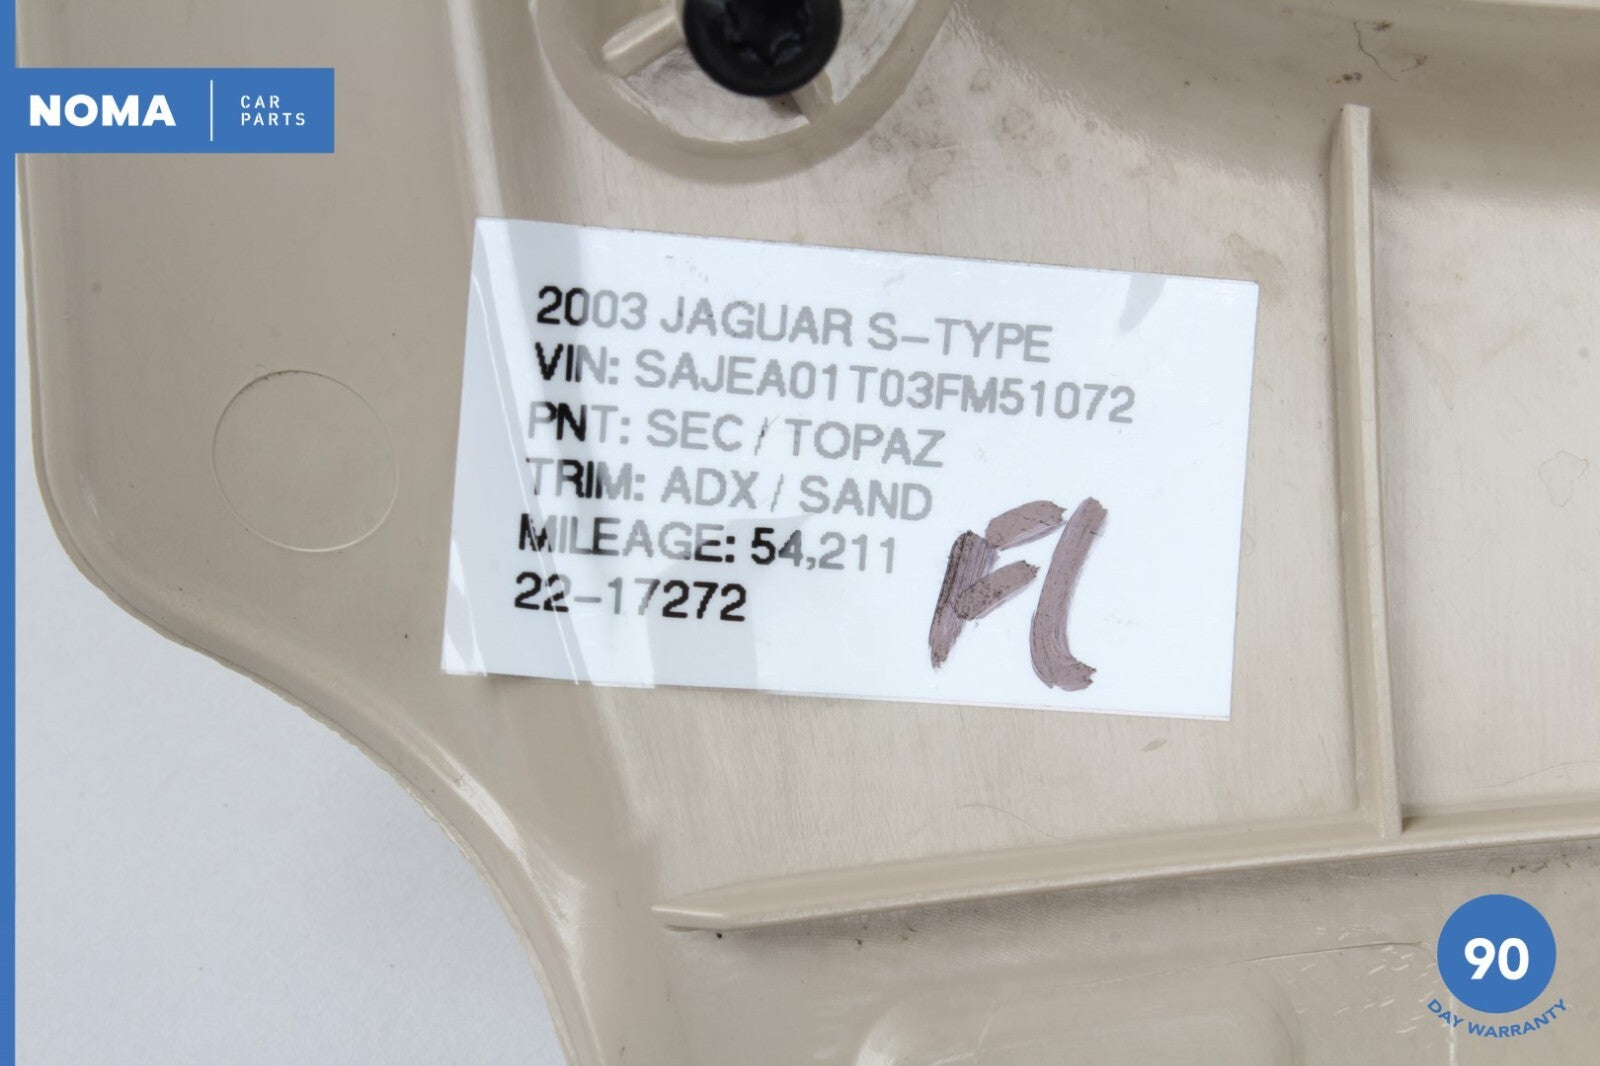 NOMA
CAR
PARTS
2003 JAGUAR S-TYPE
VIN: SAJEA01T03FM51072
PNT: SEC / TOPAZ
TRIM: ADX / SAND
MILEAGE: 54,211
22-17272
FL
90
DAY WARRANTY